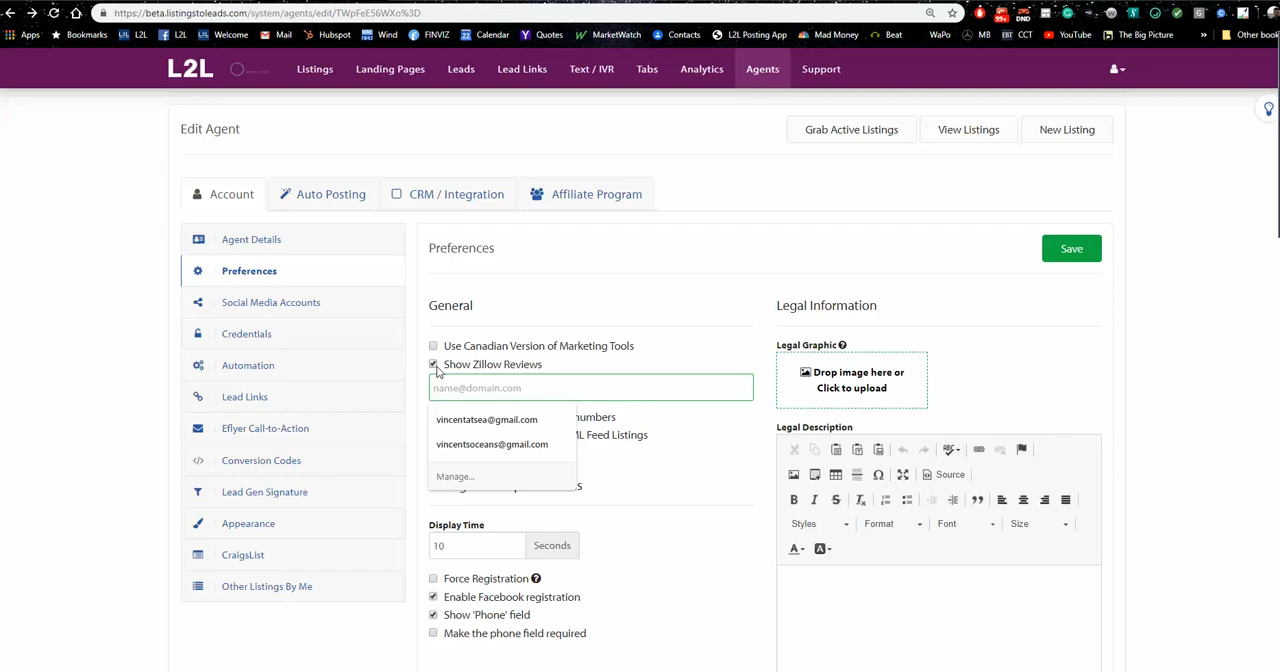 https://beta.listingstoleads.com/system/agents/edit/TWpFeE56WXo%3D
99+
DND
Apps
Bookmarks
L2L
L2L
Welcome
Mail
Hubspot
Wind
FINVIZ
Calendar
Quotes
MarketWatch
Contacts
L2L Posting App
Mad Money
Beat
WaPo
MB
CCT
YouTube
The Big Picture
»
Other book
L2L
Listings
Landing Pages
Leads
Lead Links
Text / IVR
Tabs
Analytics
Agents
Support
Edit Agent
Grab Active Listings
View Listings
New Listing
Account
Auto Posting
CRM / Integration
Affiliate Program
Agent Details
Preferences
Social Media Accounts
Credentials
Automation
Lead Links
Eflyer Call-to-Action
Conversion Codes
Lead Gen Signature
Appearance
CraigsList
Other Listings By Me
Preferences
Save
General
Use Canadian Version of Marketing Tools
Show Zillow Reviews
name@domain.com
vincentatsea@gmail.com
vincentsoceans@gmail.com
Manage...
numbers
L Feed Listings
Display Time
10
Seconds
Force Registration
Enable Facebook registration
Show 'Phone' field
Make the phone field required
Legal Information
Legal Graphic
Drop image here or
Click to upload
Legal Description
Source
Styles
Format
Font
Size